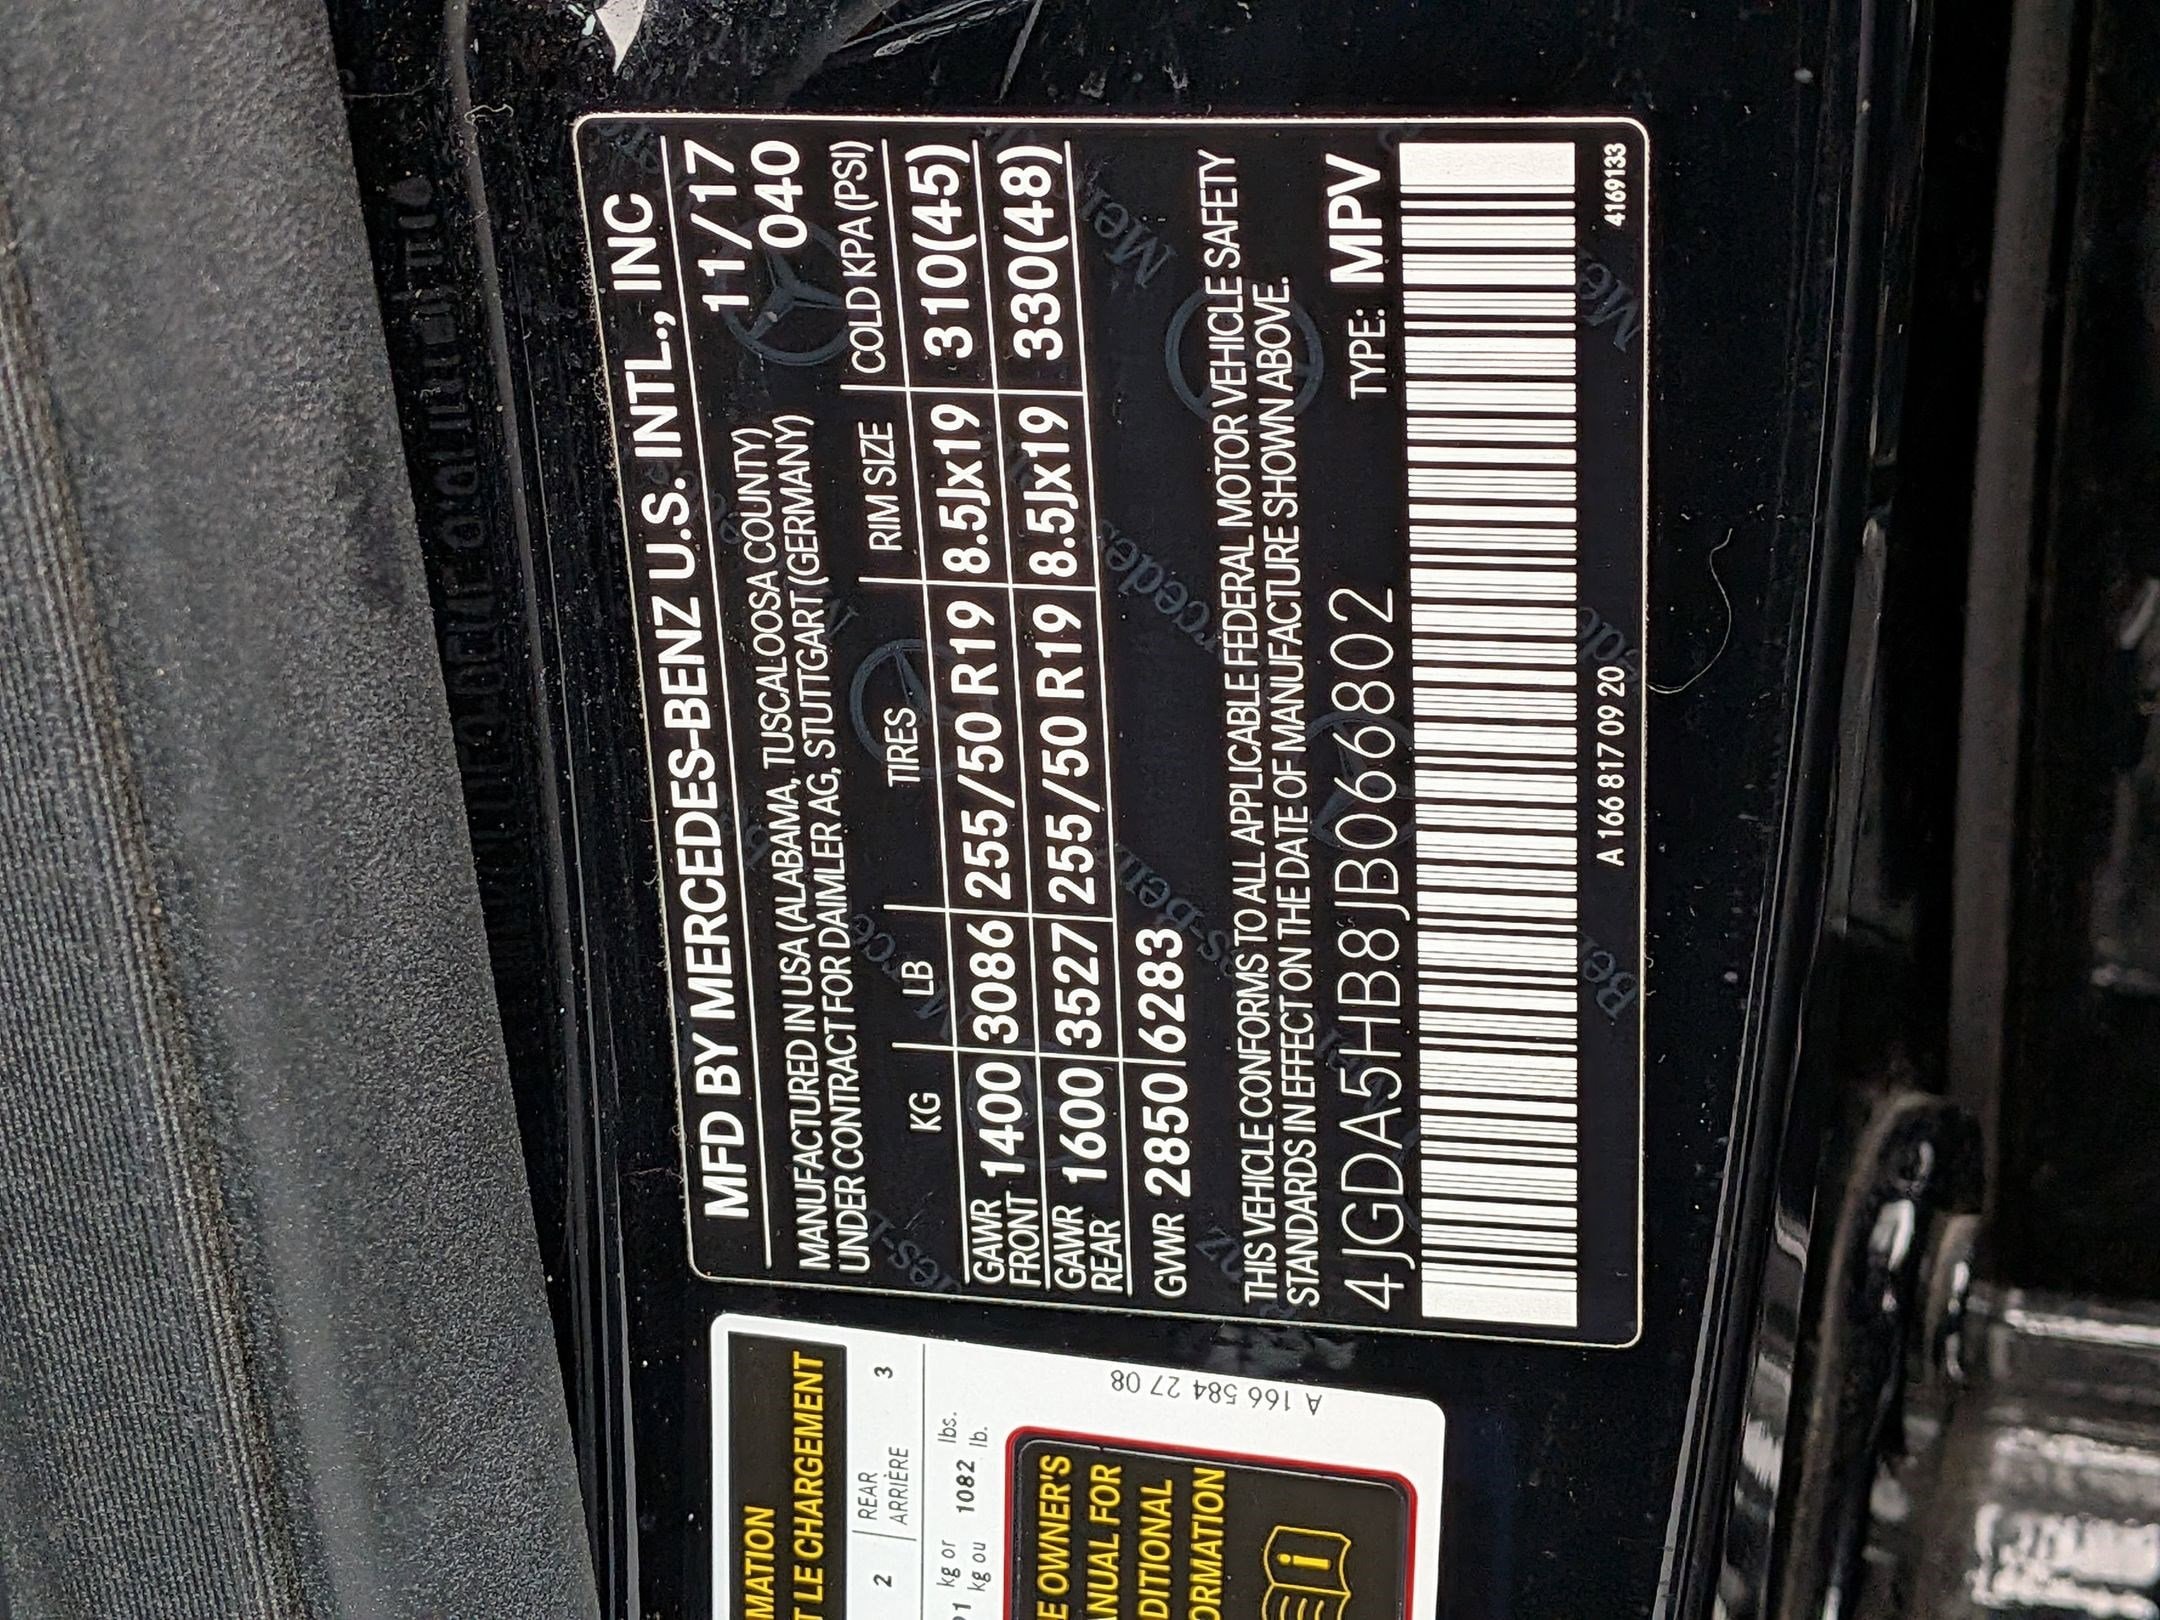 MFD BY MERCEDES-BENZ U.S. INTL., INC
11/17
MANUFACTURED IN USA (ALABAMA, TUSCALOOSA COUNTY)
UNDER CONTRACT FOR DAIMLER AG, STUTTGART (GERMANY)
040
KG LB TIRES RIM SIZE COLD KPA (PSI)
GAWR FRONT 1400 3086 255/50 R19 8.5Jx19 310(45)
GAWR REAR 1600 3527 255/50 R19 8.5Jx19 330(48)
GVWR 2850 6283
THIS VEHICLE CONFORMS TO ALL APPLICABLE FEDERAL MOTOR VEHICLE SAFETY
STANDARDS IN EFFECT ON THE DATE OF MANUFACTURE SHOWN ABOVE.
4JGDA5HB8JB066802 TYPE: MPV
A 166 817 09 20 4169133
LE CHARGEMENT
2 REAR 3
ARRIÈRE
kg or 1082 lbs.
kg ou lb.
OWNER'S
FOR
A 166 584 27 08